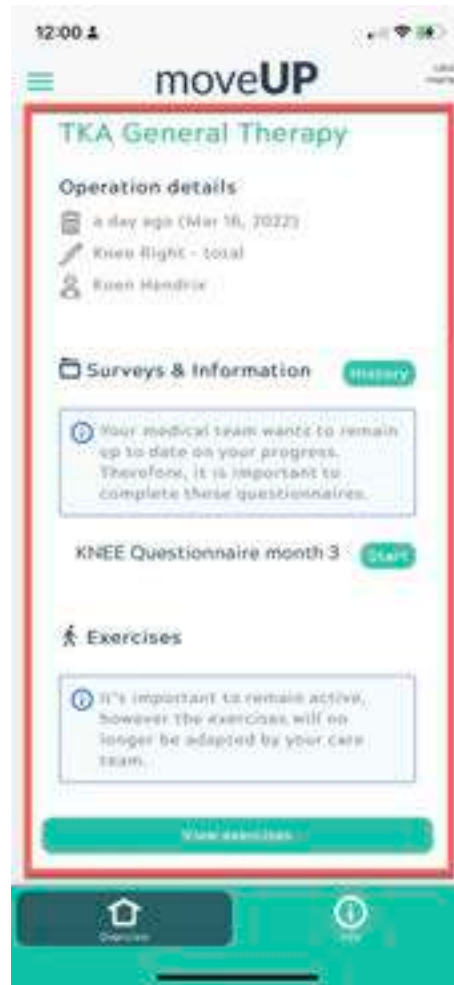 12:00
moveUP
TKA General Therapy
Operation details
a day ago (Mar 16, 2022)
Knee Right - total
Koen Hendrix
Surveys & Information
History
Your medical team wants to remain
up to date on your progress.
Therefore, it is important to
complete these questionnaires.
KNEE Questionnaire month 3
Start
Exercises
It's important to remain active,
however the exercises will no
longer be adapted by your care
team.
View exercises
Overview